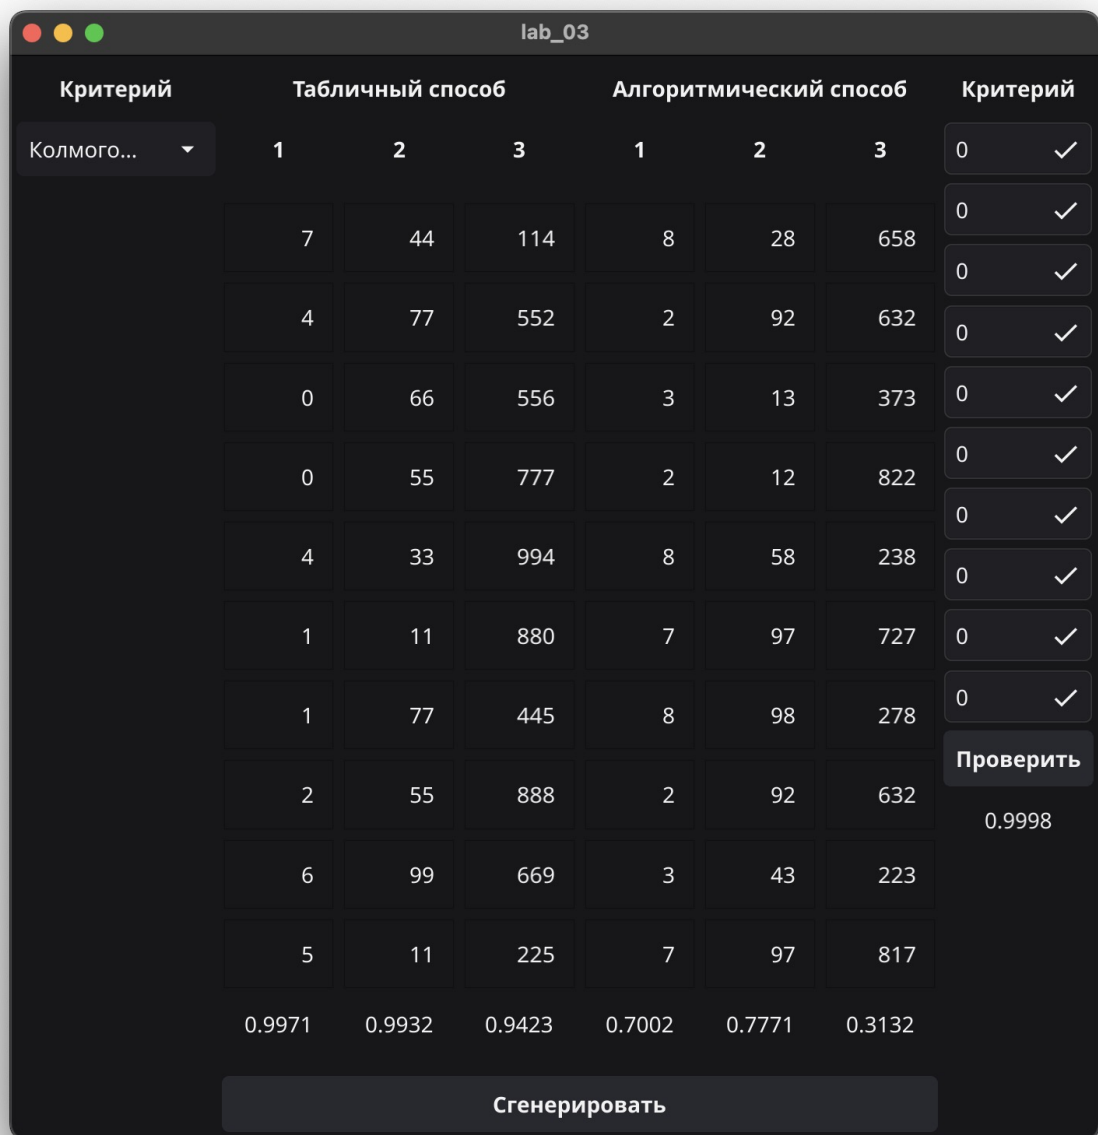 lab_03
Критерий Табличный способ Алгоритмический способ Критерий
Колмого... 1 2 3 1 2 3 0
0
7 44 114 8 28 658
0
4 77 552 2 92 632
0
0 66 556 3 13 373
0
0
0 55 777 2 12 822
0
4 33 994 8 58 238
0
1 11 880 7 97 727
0
0
1 77 445 8 98 278
Проверить
2 55 888 2 92 632
0.9998
6 99 669 3 43 223
5 11 225 7 97 817
0.9971 0.9932 0.9423 0.7002 0.7771 0.3132
Сгенерировать